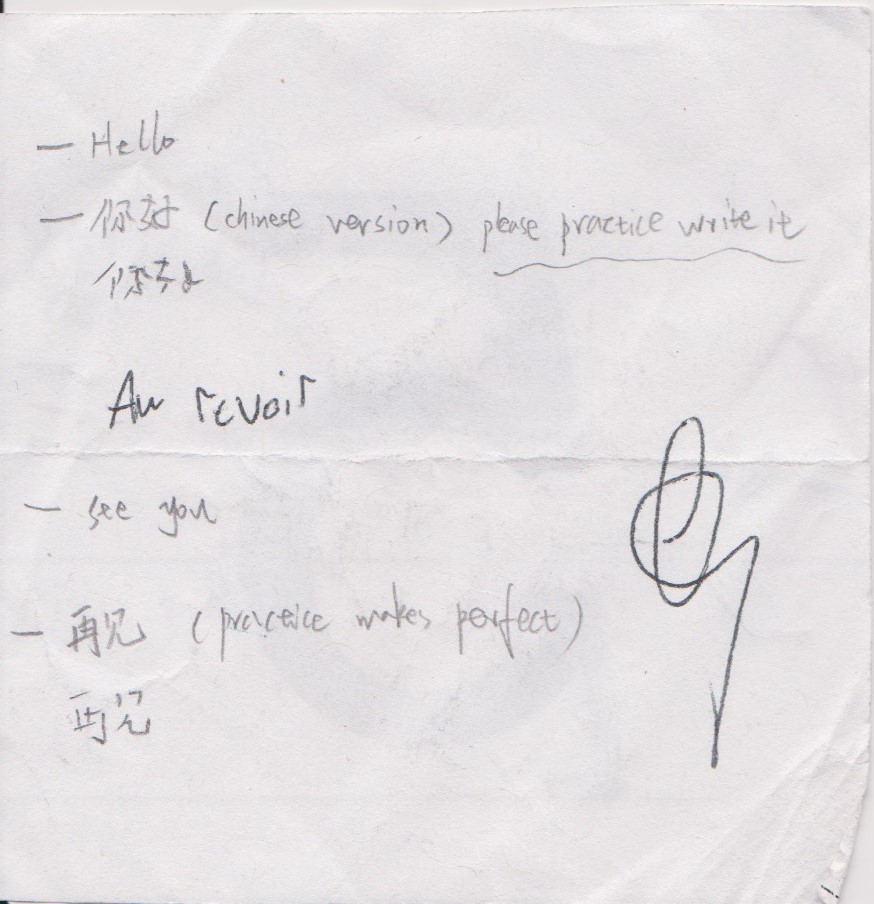 — Hello
— 你好 (chinese version) please practice write it
你好
Au revoir
— see you
— 再见 (practice makes perfect)
再见